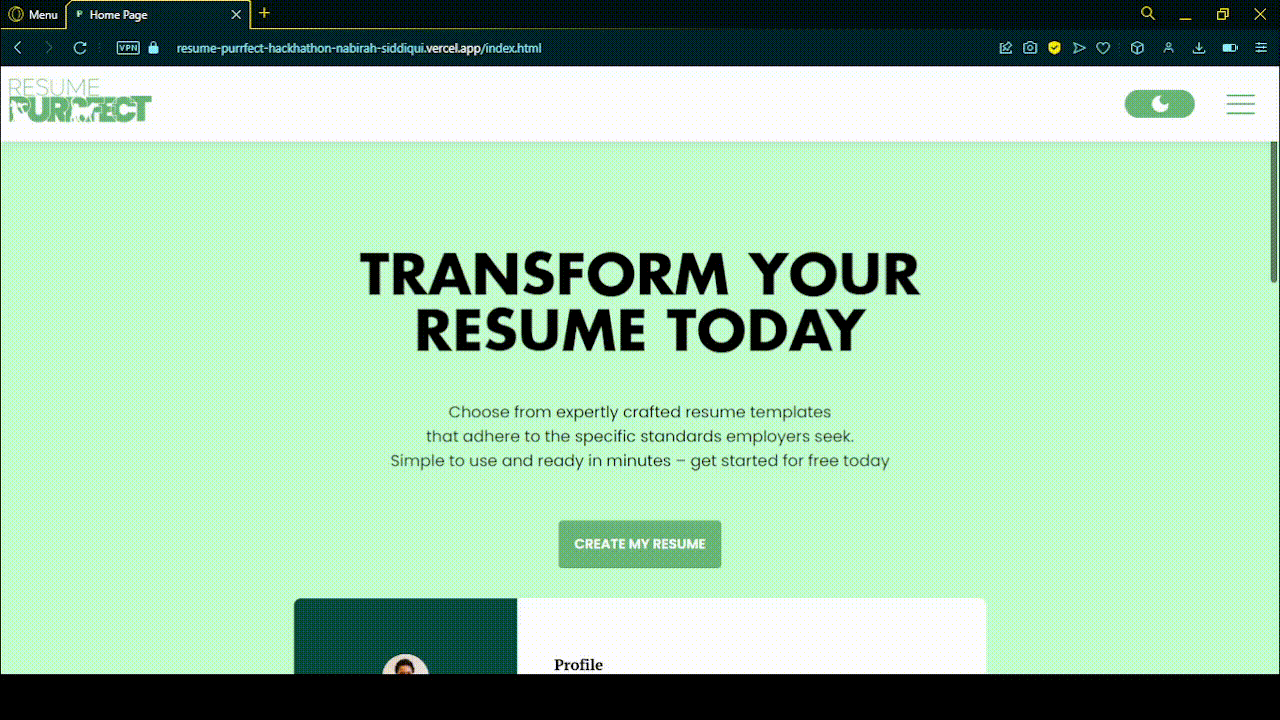 Menu
Home Page
VPN
resume-purrfect-hackhathon-nabirah-siddiqui.vercel.app/index.html
RESUME
PURRFECT
TRANSFORM YOUR
RESUME TODAY
Choose from expertly crafted resume templates
that adhere to the specific standards employers seek.
Simple to use and ready in minutes – get started for free today
CREATE MY RESUME
Profile